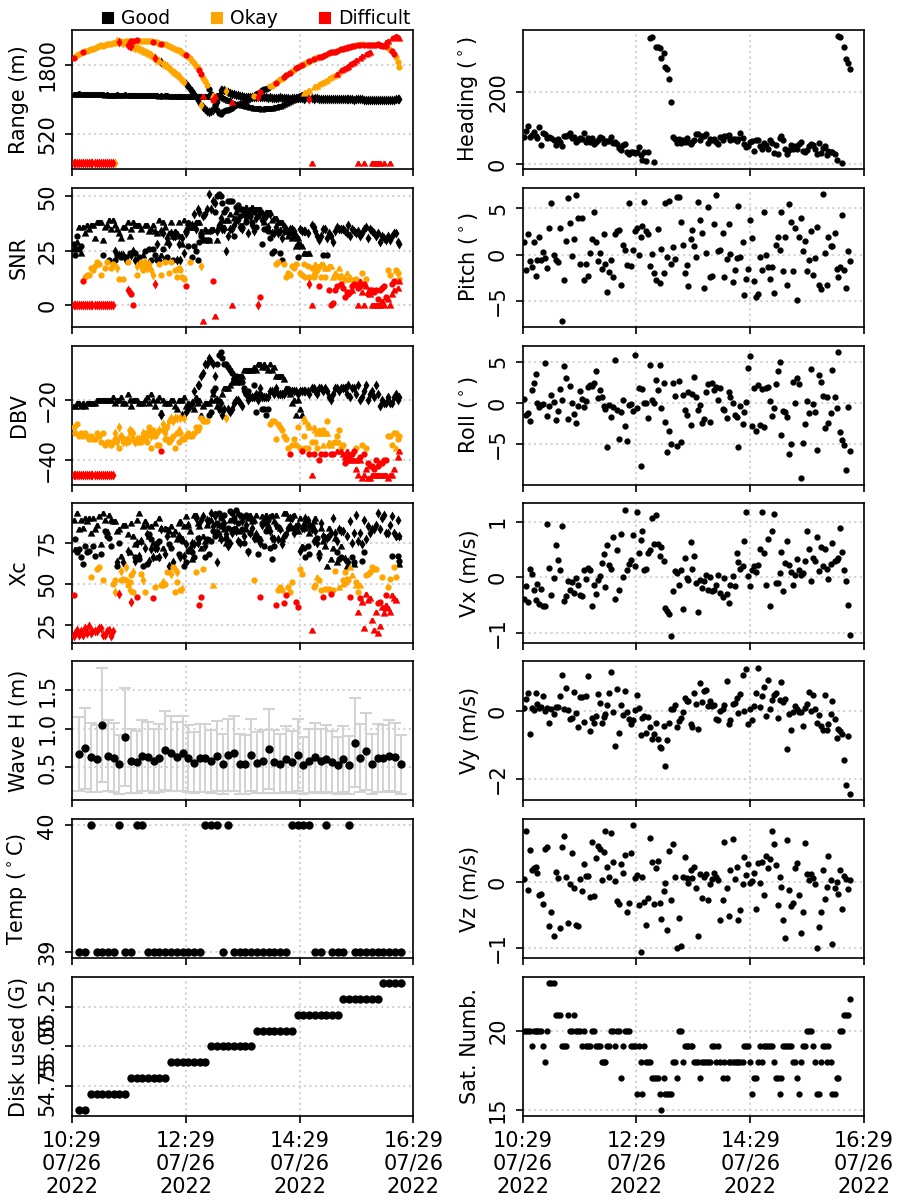 Good Okay Difficult
Range (m)
1800
520
Heading (°)
200
0
SNR
50
25
0
Pitch (°)
5
0
−5
DBV
−20
−40
Roll (°)
5
0
−5
Xc
75
50
25
Vx (m/s)
1
0
−1
Wave H (m)
1.5
1.0
0.5
Vy (m/s)
0
−2
Temp (°C)
40
39
Vz (m/s)
0
−1
Disk used (G)
Sat. Numb.
20
15
10:29 12:29 14:29 16:29
07/26 07/26 07/26 07/26
2022 2022 2022 2022
10:29 12:29 14:29 16:29
07/26 07/26 07/26 07/26
2022 2022 2022 2022